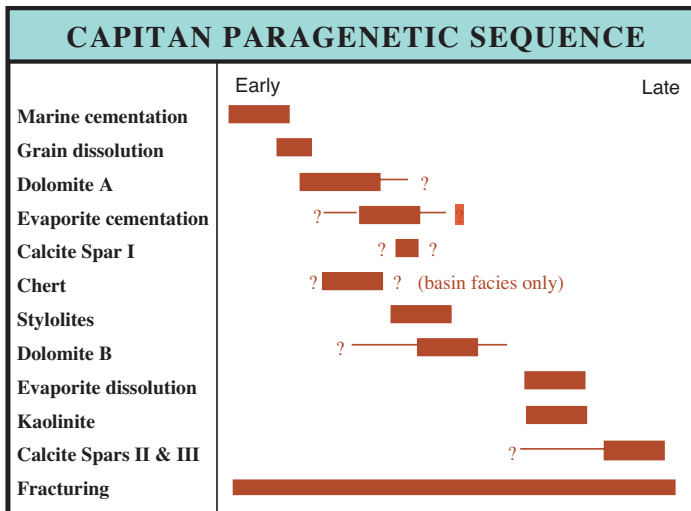 CAPITAN PARAGENETIC SEQUENCE
Early Late
Marine cementation
Grain dissolution
Dolomite A ?
Evaporite cementation ? ?
Calcite Spar I ? ?
Chert ? ? (basin facies only)
Stylolites
Dolomite B ?
Evaporite dissolution
Kaolinite
Calcite Spars II & III ?
Fracturing